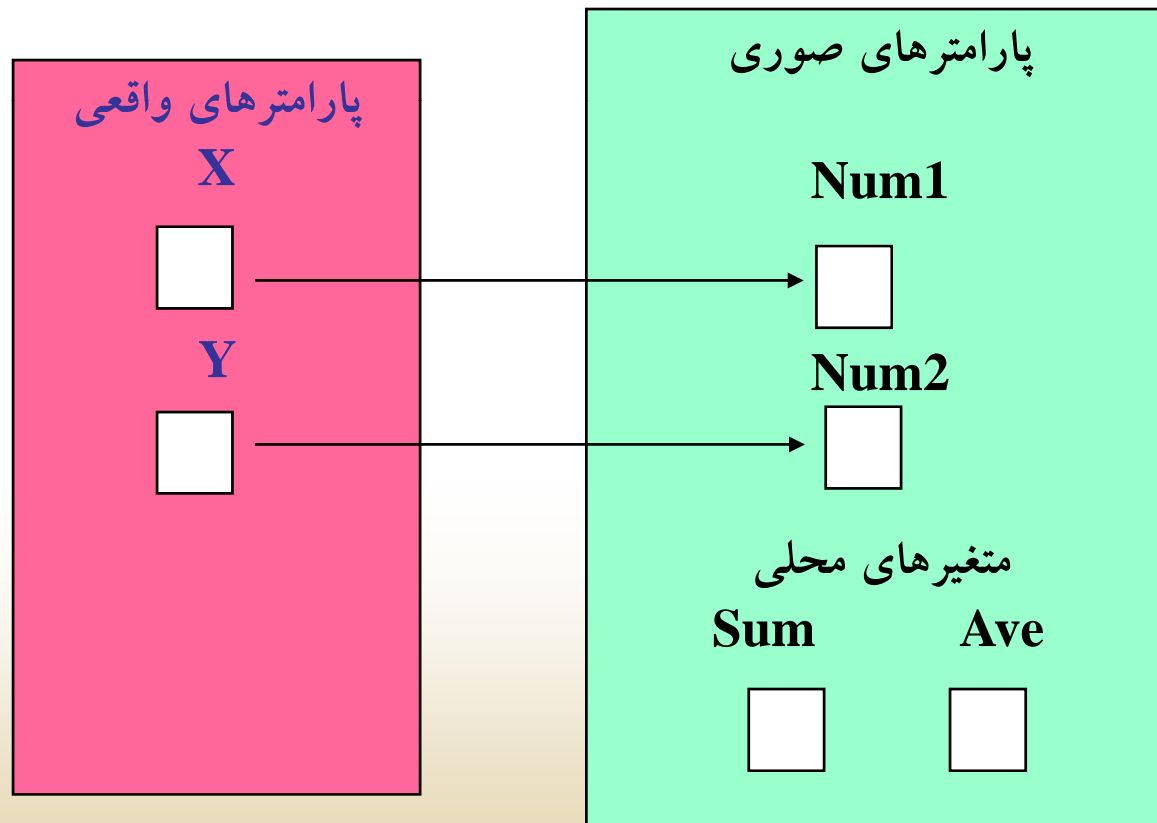 پارامترهای صوری
Num1
Num2
متغیرهای محلی
Sum Ave
پارامترهای واقعی
X
Y